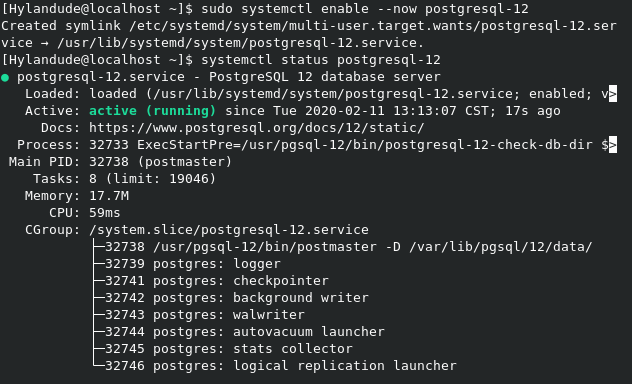 [Hylandude@localhost ~]$ sudo systemctl enable --now postgresql-12
Created symlink /etc/systemd/system/multi-user.target.wants/postgresql-12.ser
vice → /usr/lib/systemd/system/postgresql-12.service.
[Hylandude@localhost ~]$ systemctl status postgresql-12
● postgresql-12.service - PostgreSQL 12 database server
   Loaded: loaded (/usr/lib/systemd/system/postgresql-12.service; enabled; v>
   Active: active (running) since Tue 2020-02-11 13:13:07 CST; 17s ago
     Docs: https://www.postgresql.org/docs/12/static/
  Process: 32733 ExecStartPre=/usr/pgsql-12/bin/postgresql-12-check-db-dir $>
 Main PID: 32738 (postmaster)
    Tasks: 8 (limit: 19046)
   Memory: 17.7M
      CPU: 59ms
   CGroup: /system.slice/postgresql-12.service
           ├─32738 /usr/pgsql-12/bin/postmaster -D /var/lib/pgsql/12/data/
           ├─32739 postgres: logger
           ├─32741 postgres: checkpointer
           ├─32742 postgres: background writer
           ├─32743 postgres: walwriter
           ├─32744 postgres: autovacuum launcher
           ├─32745 postgres: stats collector
           └─32746 postgres: logical replication launcher